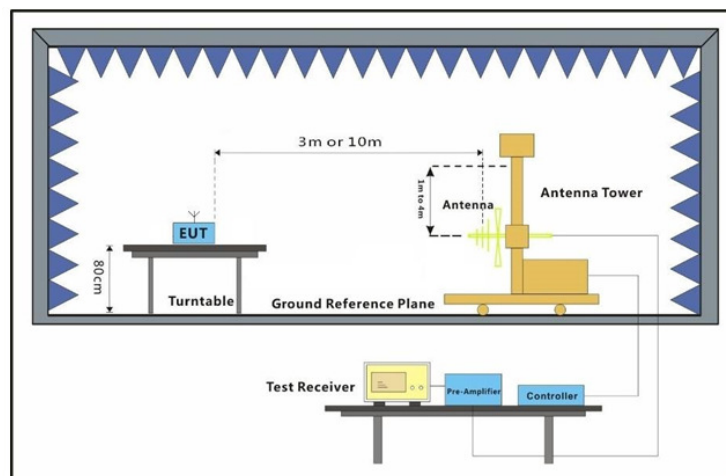 3m or 10m
1m to 4m
Antenna
Antenna Tower
EUT
80cm
Turntable
Ground Reference Plane
Test Receiver
Pre-Amplifier
Controller